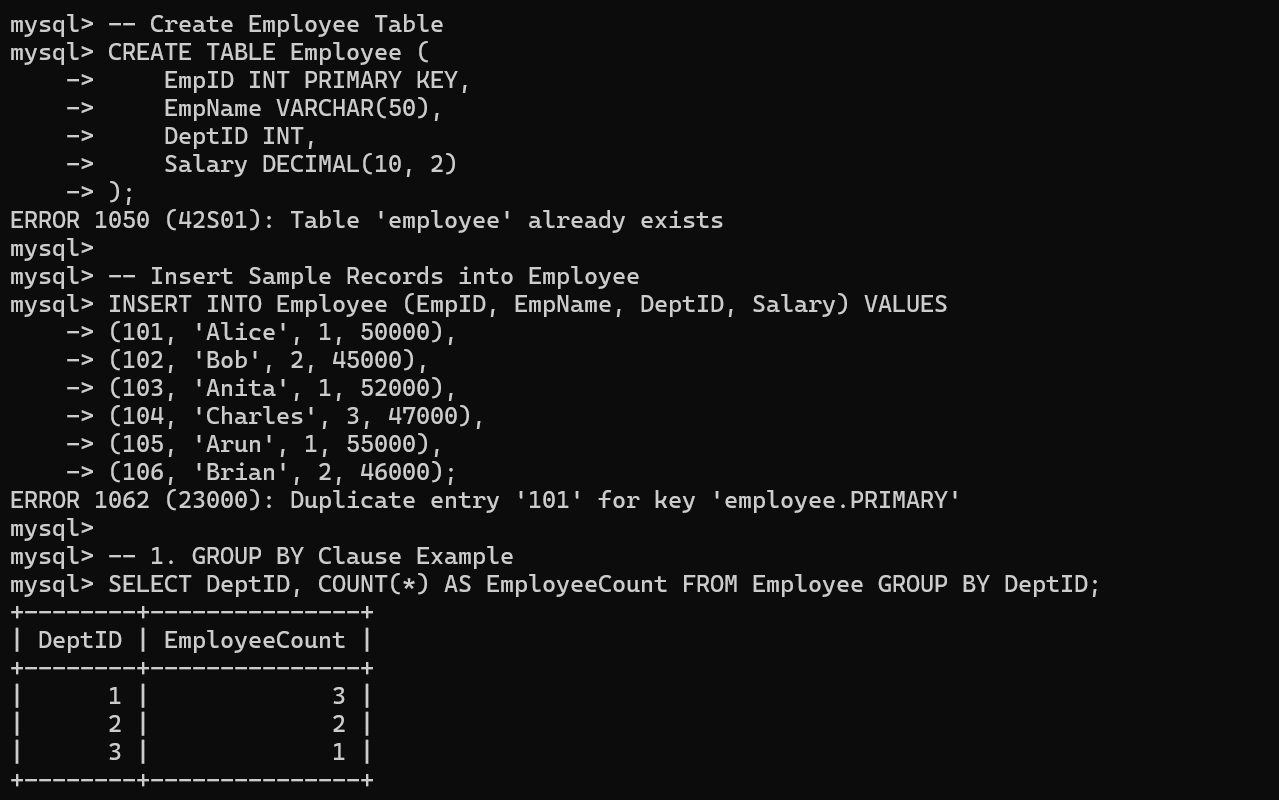 mysql> -- Create Employee Table
mysql> CREATE TABLE Employee (
    ->     EmpID INT PRIMARY KEY,
    ->     EmpName VARCHAR(50),
    ->     DeptID INT,
    ->     Salary DECIMAL(10, 2)
    -> );
ERROR 1050 (42S01): Table 'employee' already exists
mysql>
mysql> -- Insert Sample Records into Employee
mysql> INSERT INTO Employee (EmpID, EmpName, DeptID, Salary) VALUES
    -> (101, 'Alice', 1, 50000),
    -> (102, 'Bob', 2, 45000),
    -> (103, 'Anita', 1, 52000),
    -> (104, 'Charles', 3, 47000),
    -> (105, 'Arun', 1, 55000),
    -> (106, 'Brian', 2, 46000);
ERROR 1062 (23000): Duplicate entry '101' for key 'employee.PRIMARY'
mysql>
mysql> -- 1. GROUP BY Clause Example
mysql> SELECT DeptID, COUNT(*) AS EmployeeCount FROM Employee GROUP BY DeptID;
+--------+---------------+
| DeptID | EmployeeCount |
+--------+---------------+
|      1 |             3 |
|      2 |             2 |
|      3 |             1 |
+--------+---------------+